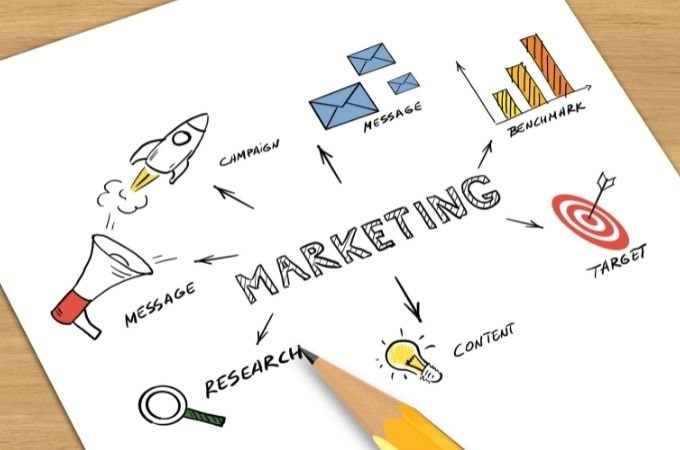 MESSAGE
BENCHMARK
CAMPAIGN
MARKETING
TARGET
MESSAGE
RESEARCH
CONTENT